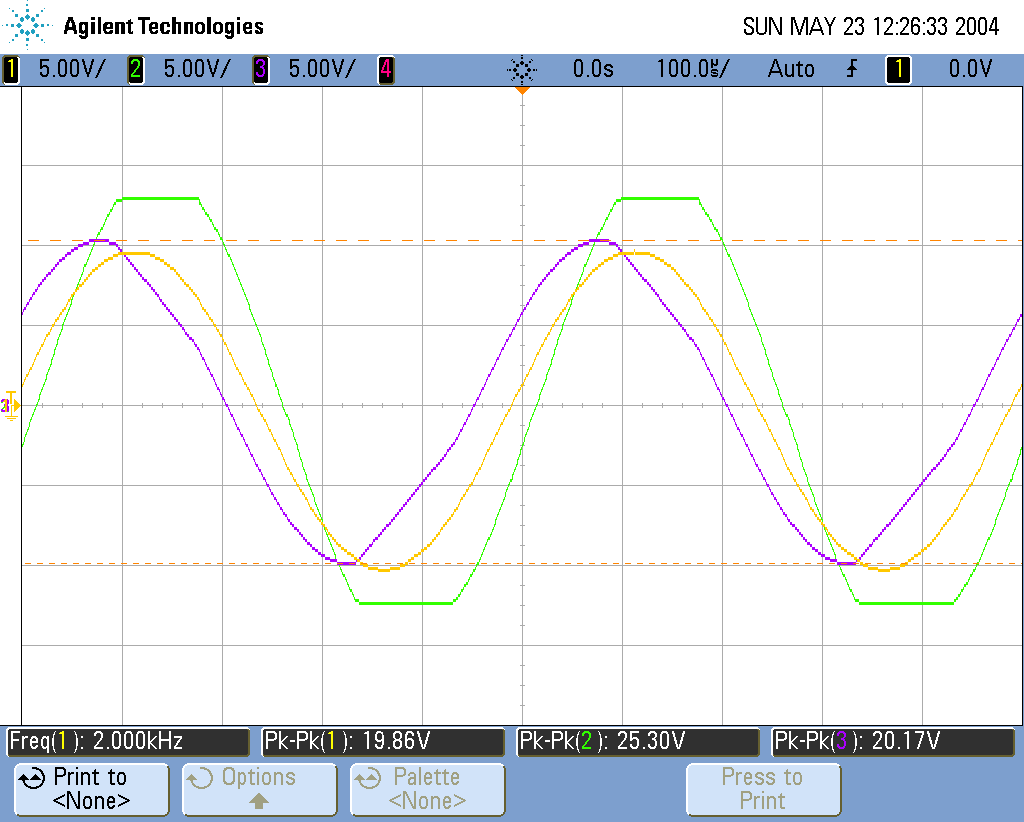 Agilent Technologies SUN MAY 23 12:26:33 2004
1 5.00V/ 2 5.00V/ 3 5.00V/ 4 0.0s 100.0µs/ Auto 1 0.0V
3
Freq(1): 2.000kHz Pk-Pk(1): 19.86V Pk-Pk(2): 25.30V Pk-Pk(3): 20.17V
Print to Options Palette Press to
<None> <None> Print